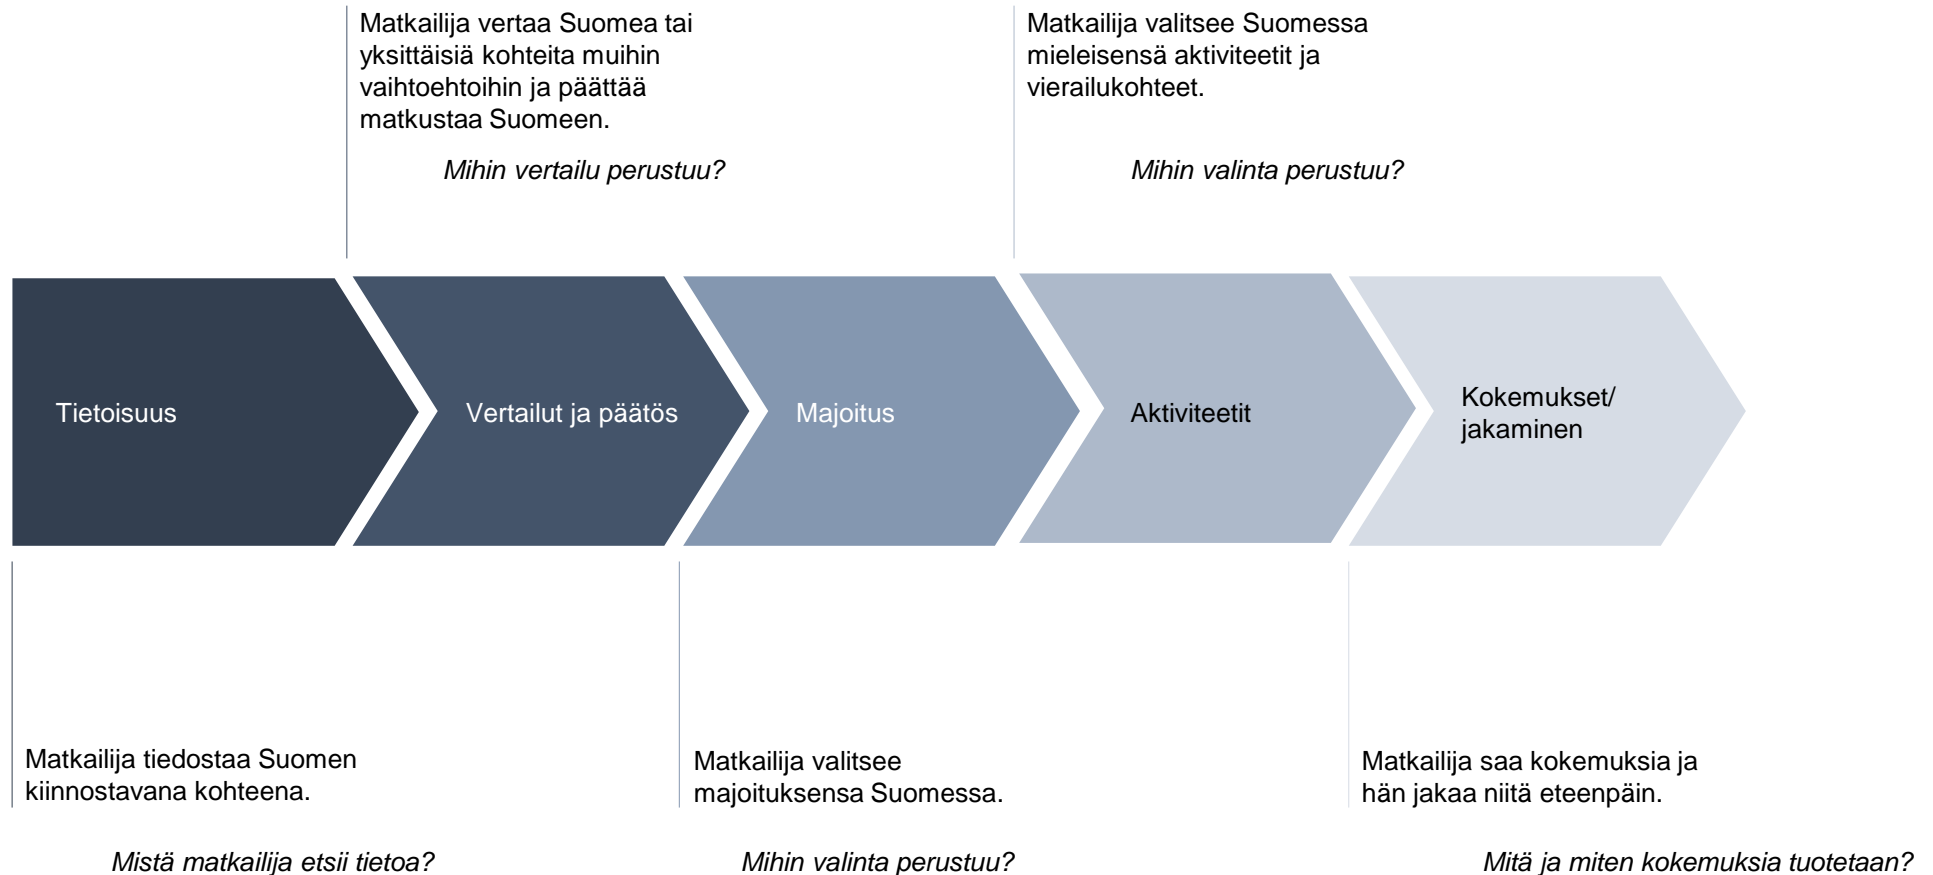 Matkailija vertaa Suomea tai
yksittäisiä kohteita muihin
vaihtoehtoihin ja päättää
matkustaa Suomeen.
Mihin vertailu perustuu?
Matkailija valitsee Suomessa
mieleisensä aktiviteetit ja
vierailukohteet.
Mihin valinta perustuu?
Tietoisuus
Vertailut ja päätös
Majoitus
Aktiviteetit
Kokemukset/
jakaminen
Matkailija tiedostaa Suomen
kiinnostavana kohteena.
Mistä matkailija etsii tietoa?
Matkailija valitsee
majoituksensa Suomessa.
Mihin valinta perustuu?
Matkailija saa kokemuksia ja
hän jakaa niitä eteenpäin.
Mitä ja miten kokemuksia tuotetaan?